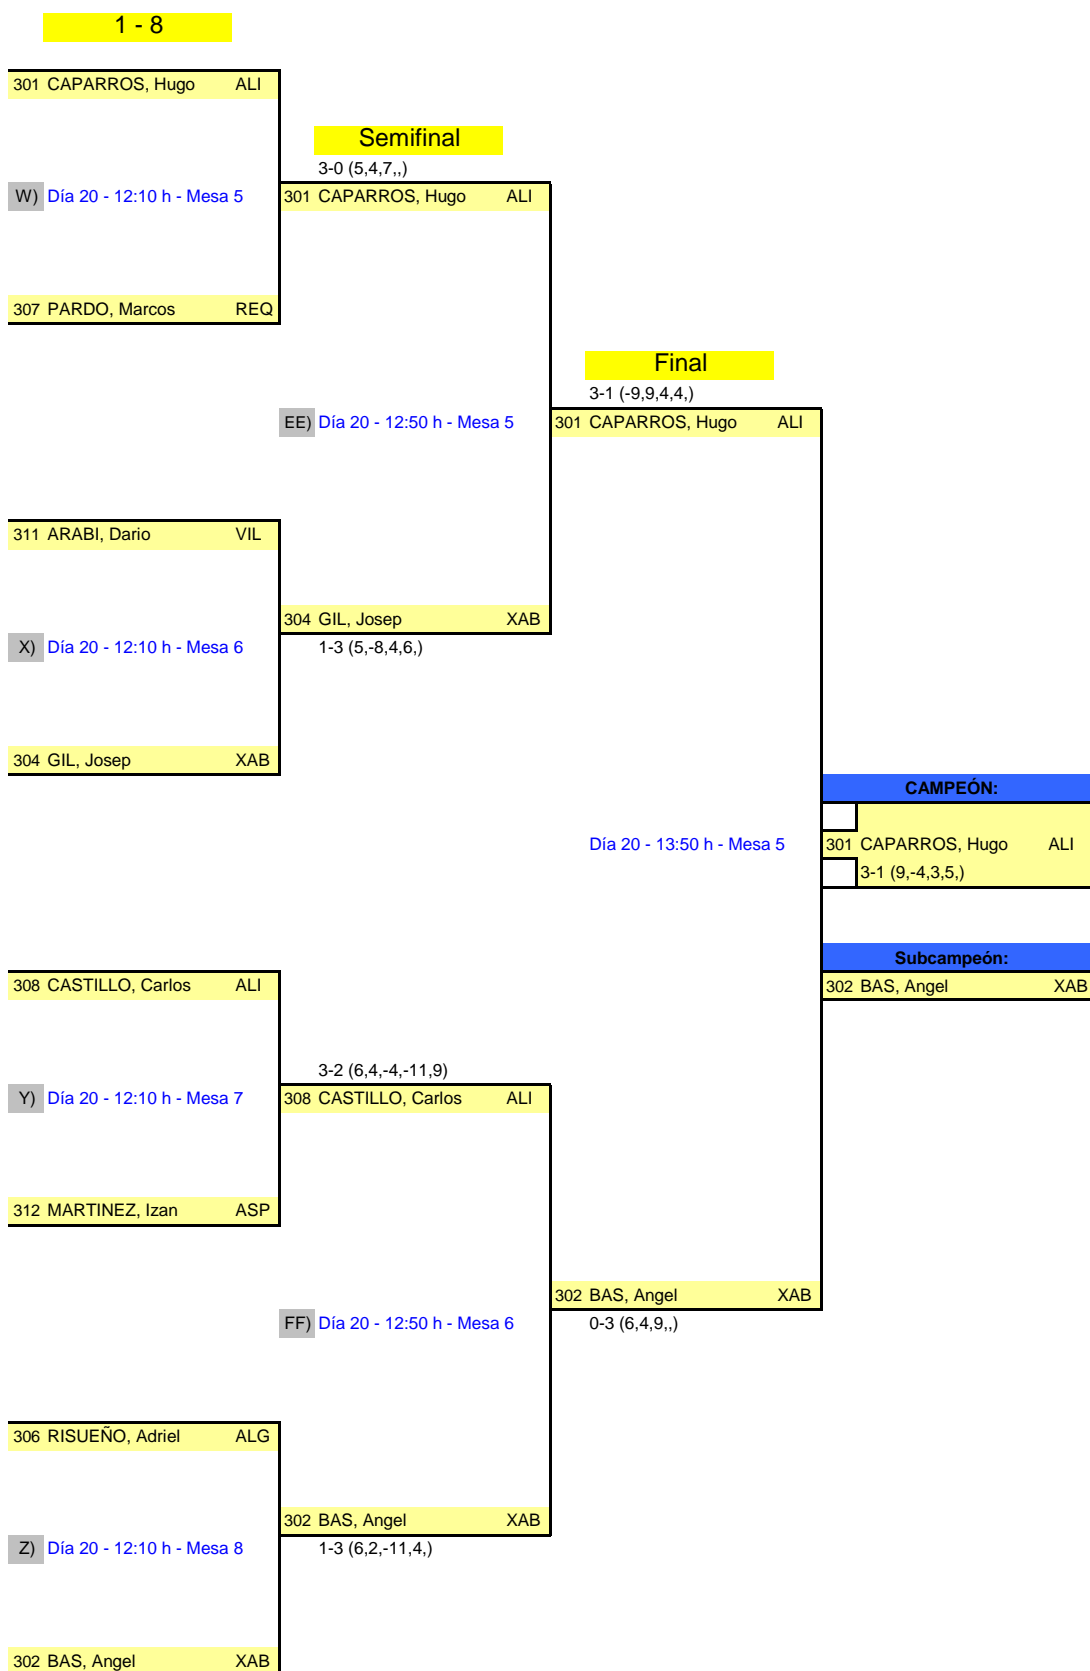 1 - 8
301 CAPARROS, Hugo ALI
Semifinal
3-0 (5,4,7,,)
W) Día 20 - 12:10 h - Mesa 5
301 CAPARROS, Hugo ALI
307 PARDO, Marcos REQ
Final
3-1 (-9,9,4,4,)
EE) Día 20 - 12:50 h - Mesa 5
301 CAPARROS, Hugo ALI
311 ARABI, Dario VIL
304 GIL, Josep XAB
X) Día 20 - 12:10 h - Mesa 6
1-3 (5,-8,4,6,)
304 GIL, Josep XAB
CAMPEÓN:
Día 20 - 13:50 h - Mesa 5
301 CAPARROS, Hugo ALI
3-1 (9,-4,3,5,)
Subcampeón:
308 CASTILLO, Carlos ALI
302 BAS, Angel XAB
3-2 (6,4,-4,-11,9)
Y) Día 20 - 12:10 h - Mesa 7
308 CASTILLO, Carlos ALI
312 MARTINEZ, Izan ASP
302 BAS, Angel XAB
FF) Día 20 - 12:50 h - Mesa 6
0-3 (6,4,9,,)
306 RISUEÑO, Adriel ALG
302 BAS, Angel XAB
Z) Día 20 - 12:10 h - Mesa 8
1-3 (6,2,-11,4,)
302 BAS, Angel XAB